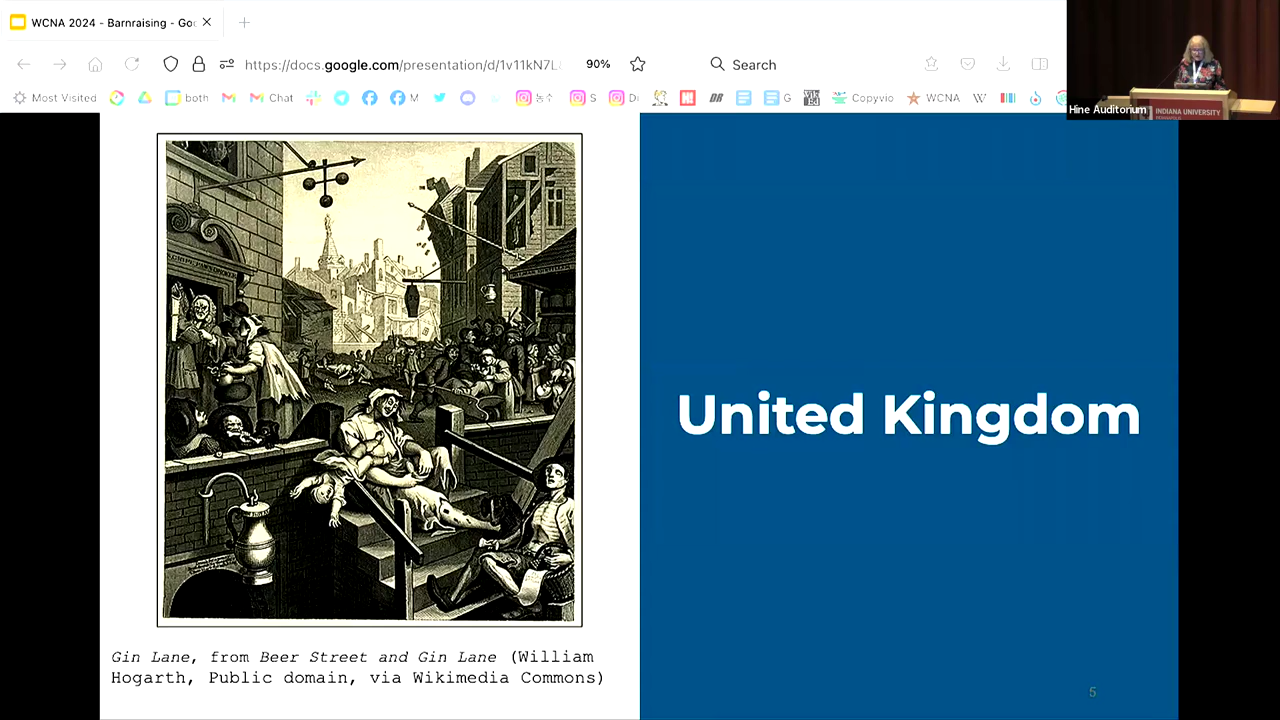 WCNA 2024 - Barnraising - Go
https://docs.google.com/presentation/d/1v11kN7L
90%
Search
Most Visited
both
Chat
M
농구
S
G
Copyvio
WCNA
Hine Auditorium
INDIANA UNIVERSITY
United Kingdom
Gin Lane, from Beer Street and Gin Lane (William
Hogarth, Public domain, via Wikimedia Commons)
5